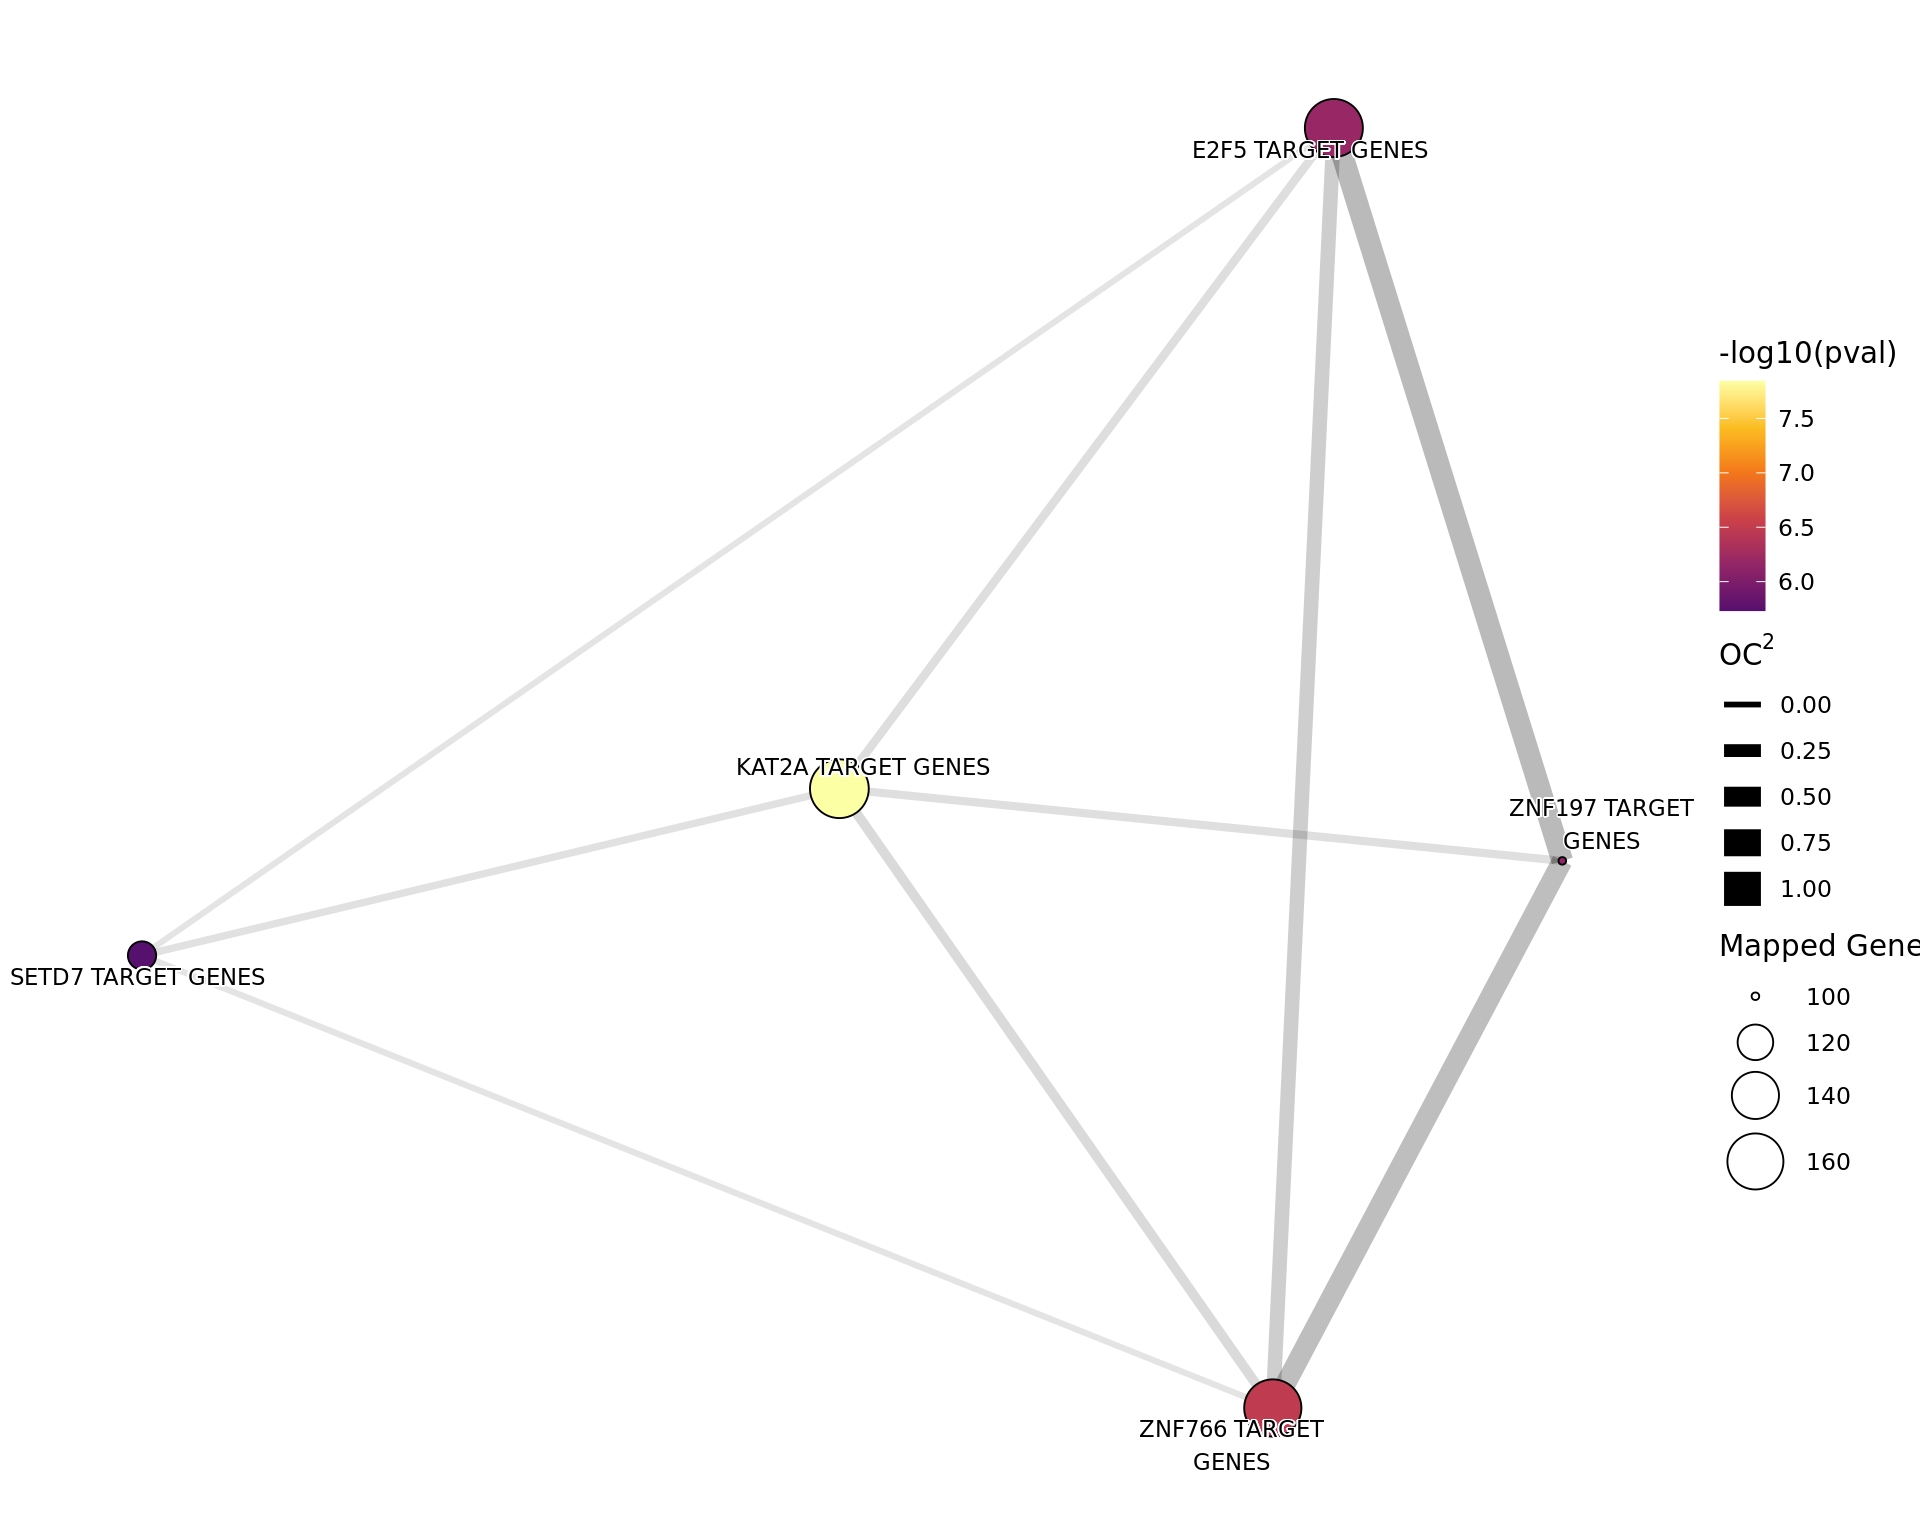 E2F5 TARGET GENES
KAT2A TARGET GENES
ZNF197 TARGET
GENES
SETD7 TARGET GENES
ZNF766 TARGET
GENES
-log10(pval)
7.5
7.0
6.5
6.0
OC²
0.00
0.25
0.50
0.75
1.00
Mapped Gene
100
120
140
160